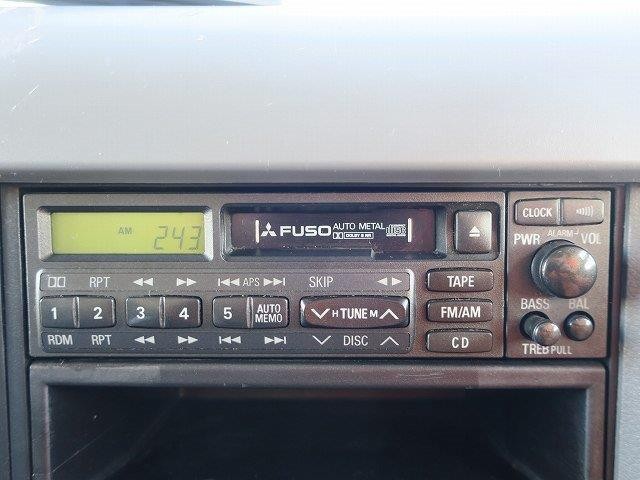 AM 243
FUSO AUTO METAL
DOLBY B NR
CLOCK
PWR ALARM VOL
RPT APS SKIP
TAPE
1 2 3 4 5 AUTO MEMO H TUNE M
FM/AM
BASS BAL
RDM RPT DISC
CD
TREB PULL